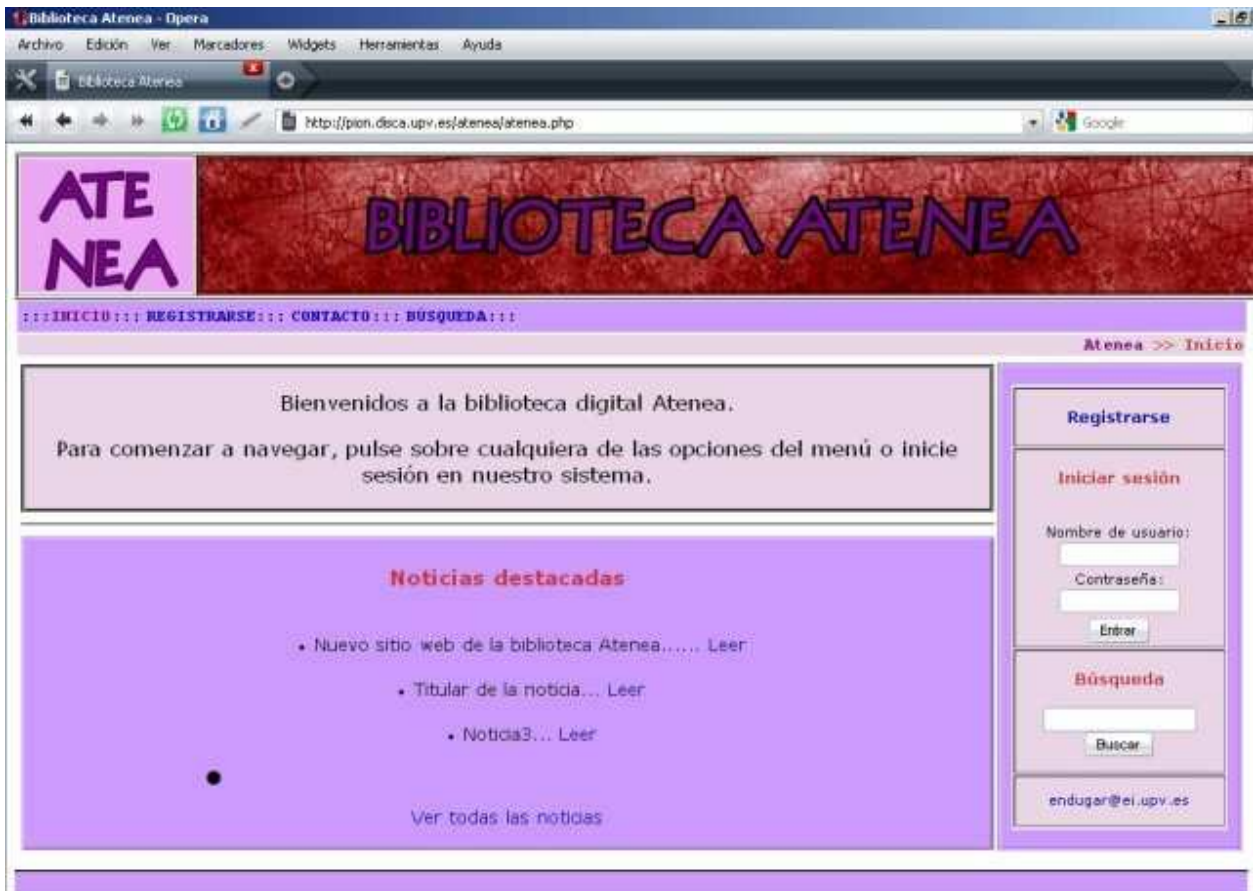 Biblioteca Atenea - Opera
Archivo Edición Ver Marcadores Widgets Herramientas Ayuda
Biblioteca Atenea
http://pion.disca.upv.es/atenea/atenea.php
Google
ATE
NEA
BIBLIOTECA ATENEA
:::INICIO::: REGISTRARSE::: CONTACTO::: BÚSQUEDA:::
Atenea >> Inicio
Bienvenidos a la biblioteca digital Atenea.
Para comenzar a navegar, pulse sobre cualquiera de las opciones del menú o inicie
sesión en nuestro sistema.
Noticias destacadas
• Nuevo sitio web de la biblioteca Atenea...... Leer
• Titular de la noticia... Leer
• Noticia3... Leer
•
Ver todas las noticias
Registrarse
Iniciar sesión
Nombre de usuario:
Contraseña:
Entrar
Búsqueda
Buscar
endugar@ei.upv.es